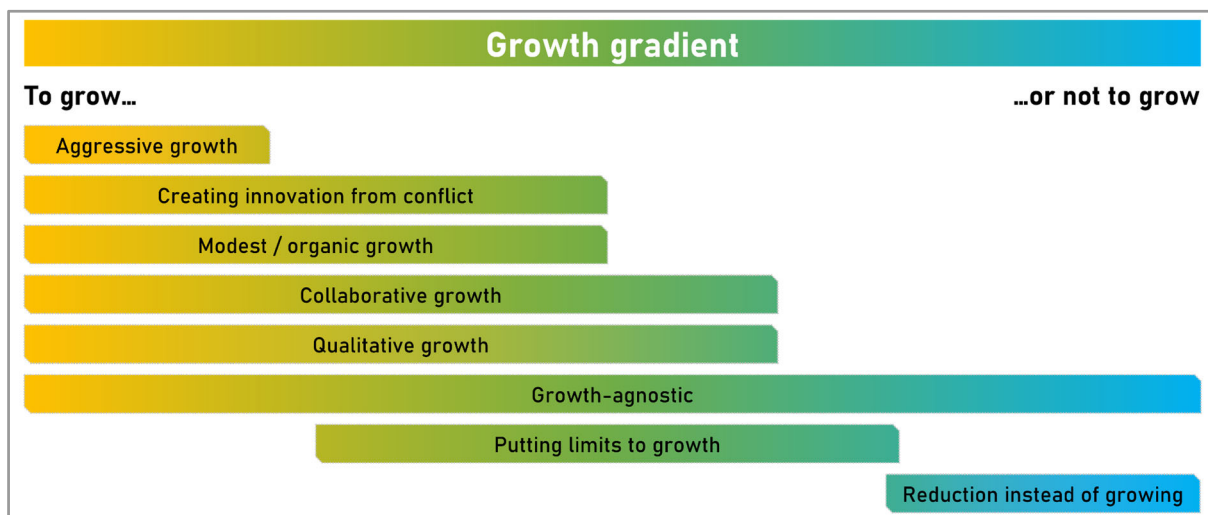 Growth gradient
To grow... ...or not to grow
Aggressive growth
Creating innovation from conflict
Modest / organic growth
Collaborative growth
Qualitative growth
Growth-agnostic
Putting limits to growth
Reduction instead of growing